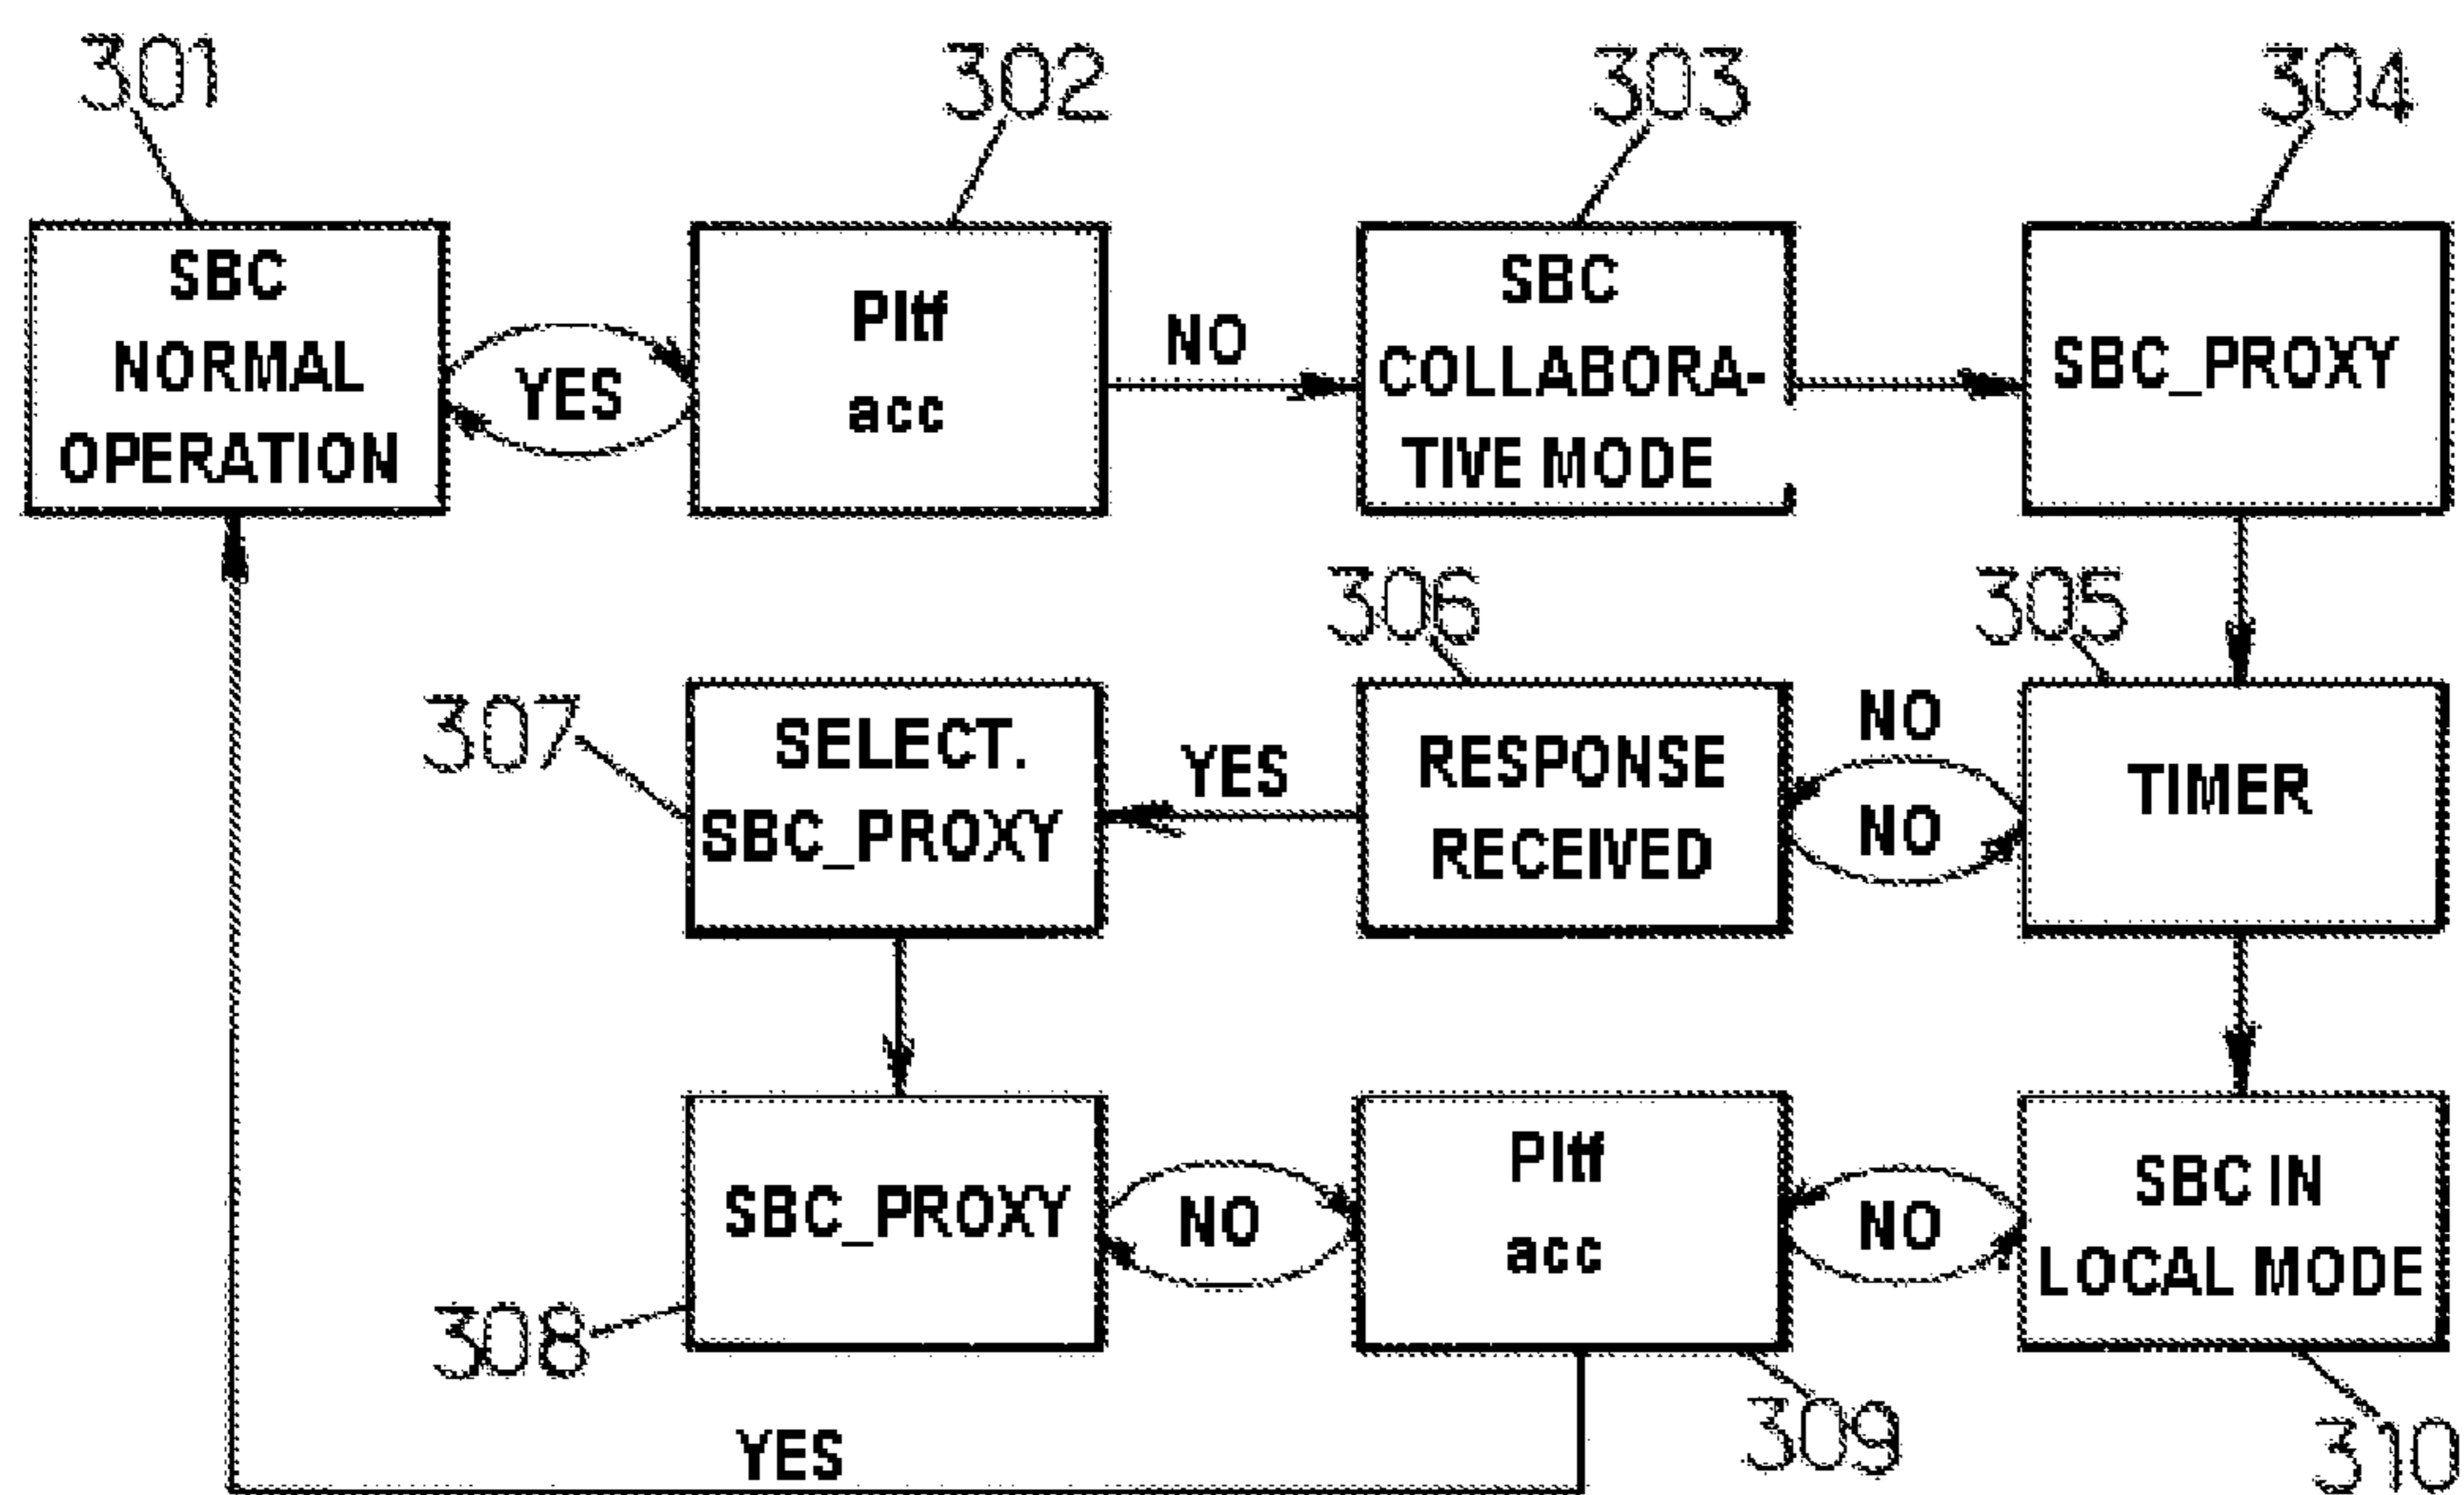 301
302
303
304
SBC
NORMAL
OPERATION
YES
PItf
acc
NO
SBC
COLLABORA-
TIVE MODE
SBC_PROXY
306
305
307
SELECT.
SBC_PROXY
YES
RESPONSE
RECEIVED
NO
NO
TIMER
SBC_PROXY
NO
PItf
acc
NO
SBC IN
LOCAL MODE
308
309
310
YES